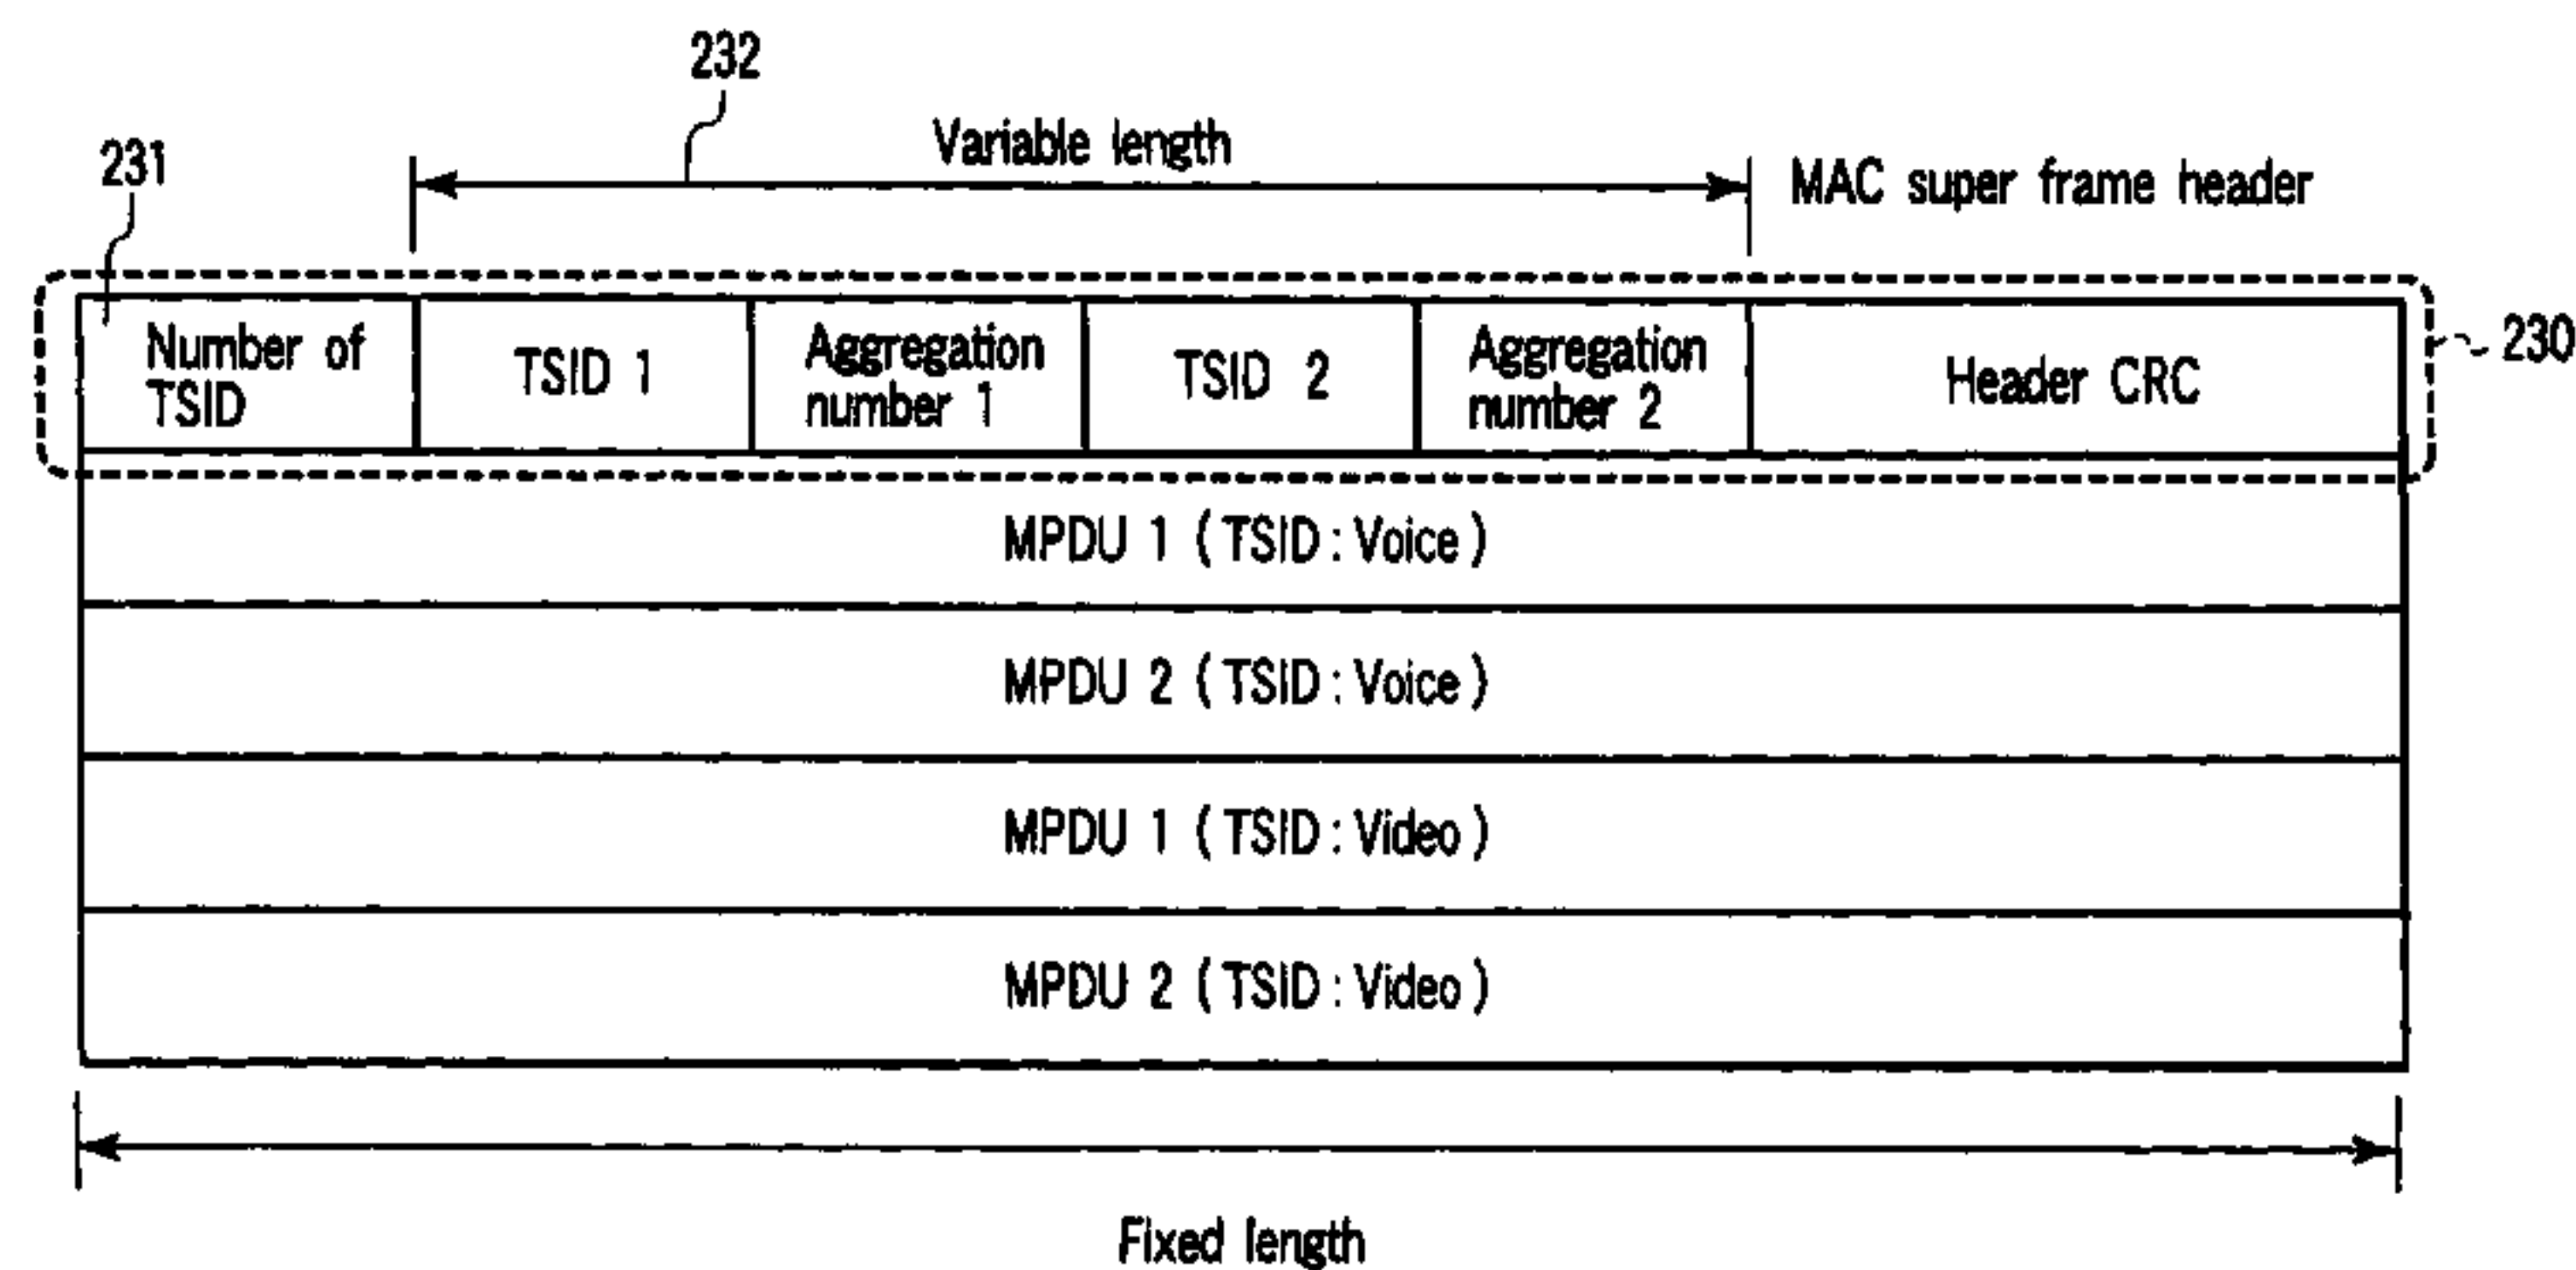 232
Variable length
231
MAC super frame header
Number of
TSID
TSID 1
Aggregation
number 1
TSID 2
Aggregation
number 2
Header CRC
230
MPDU 1 (TSID : Voice)
MPDU 2 (TSID : Voice)
MPDU 1 (TSID : Video)
MPDU 2 (TSID : Video)
Fixed length